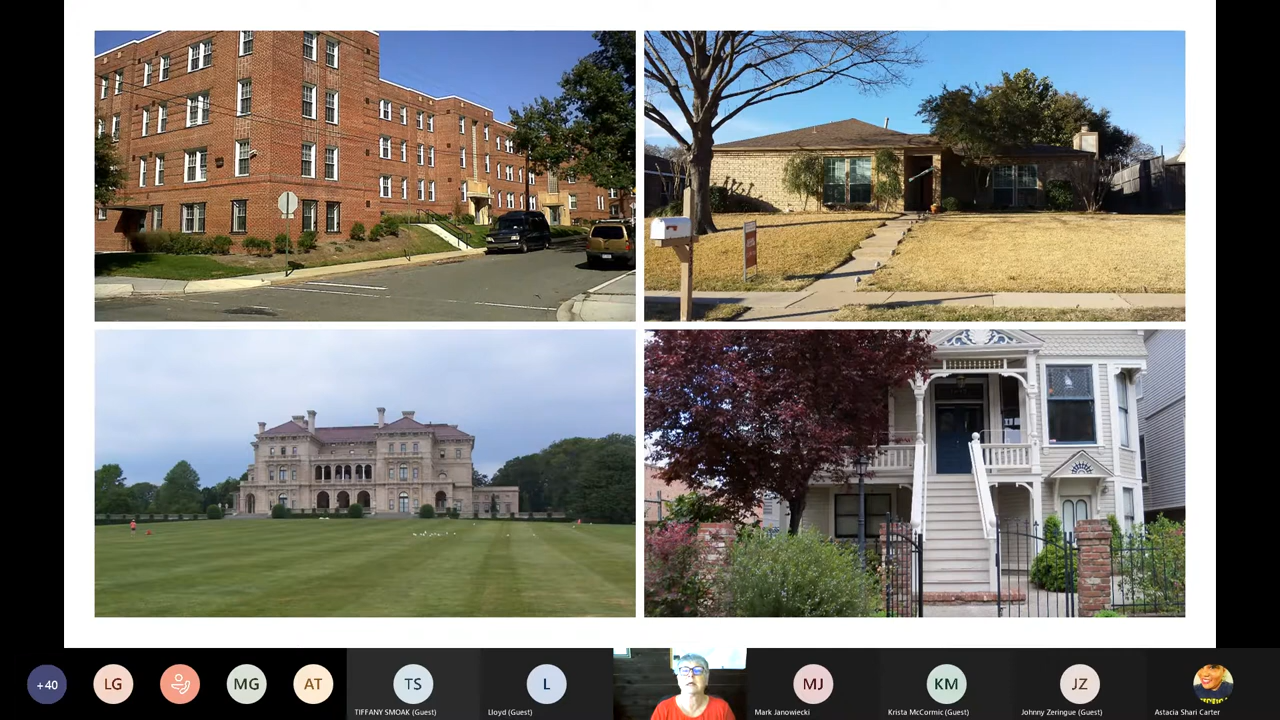 +40
LG
MG
AT
TS
TIFFANY SMOAK (Guest)
L
Lloyd (Guest)
MJ
Mark Janowiecki
KM
Krista McCormic (Guest)
JZ
Johnny Zeringue (Guest)
Astacia Shari Carter